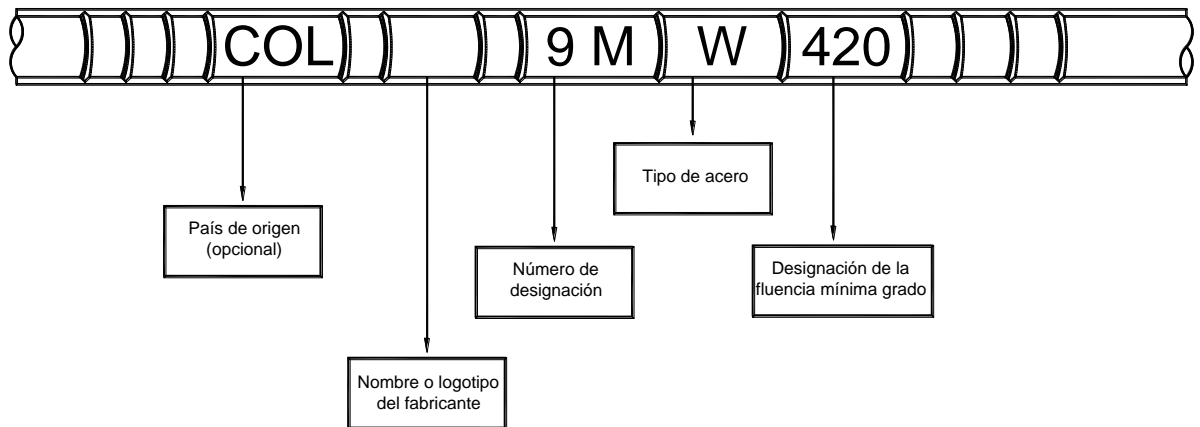 COL 9 M W 420
Tipo de acero
País de origen
(opcional)
Número de
designación
Designación de la
fluencia mínima grado
Nombre o logotipo
del fabricante